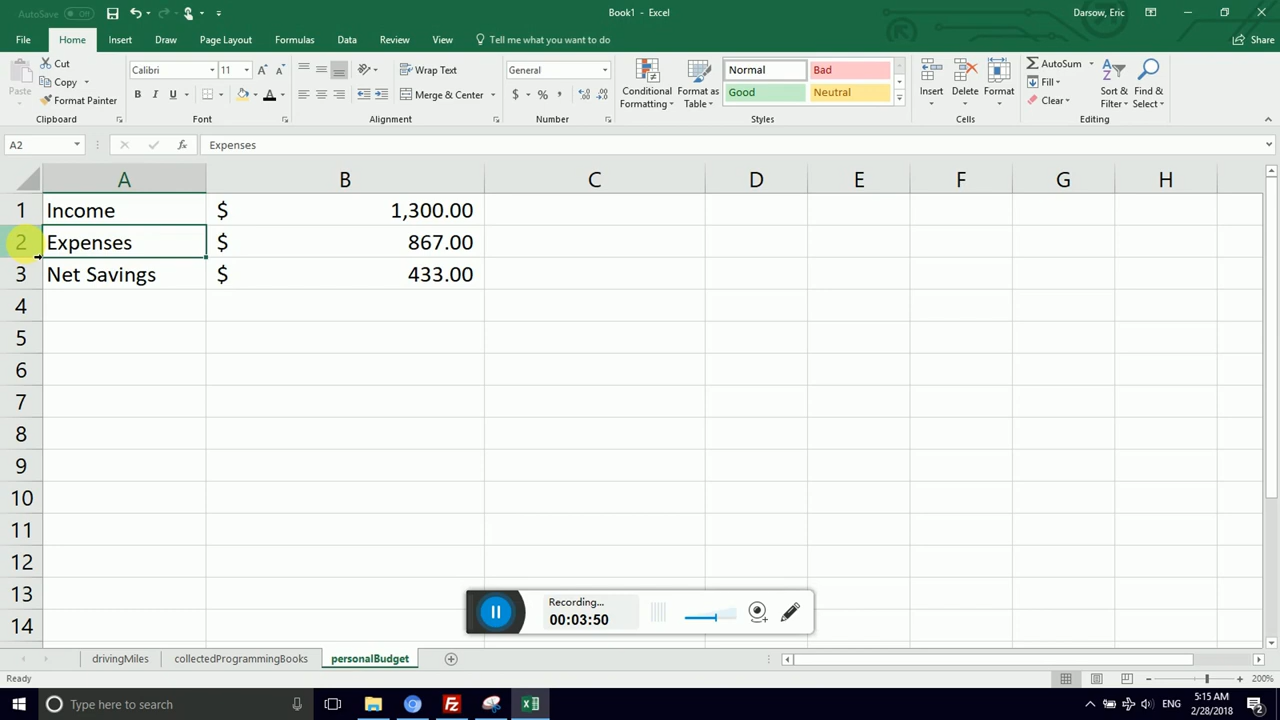 AutoSave Off
Book1 - Excel
Darsow, Eric
File Home Insert Draw Page Layout Formulas Data Review View Tell me what you want to do Share
Paste
Cut
Copy
Format Painter
Clipboard
Calibri 11
B I U
Font
Wrap Text
Merge & Center
Alignment
General
$ % ,
Number
Conditional Formatting
Format as Table
Normal Bad
Good Neutral
Styles
Insert Delete Format
Cells
AutoSum
Fill
Clear
Sort & Filter
Find & Select
Editing
A2 fx Expenses
A B C D E F G H
1 Income $ 1,300.00
2 Expenses $ 867.00
3 Net Savings $ 433.00
4
5
6
7
8
9
10
11
12
13
14
Recording...
00:03:50
drivingMiles collectedProgrammingBooks personalBudget
Ready
200%
Type here to search
ENG
5:15 AM
2/28/2018
2